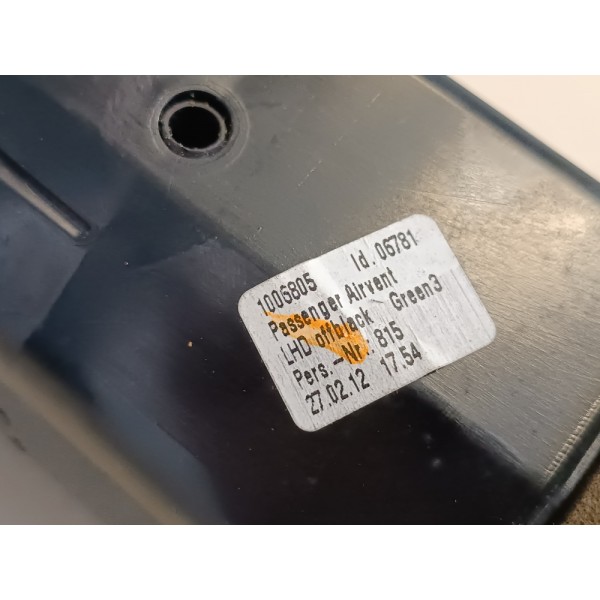 1006805 Id. 06781
Passenger Airvent
LHD offblack Green3
Pers.-Nr. 815
27.02.12 17.54